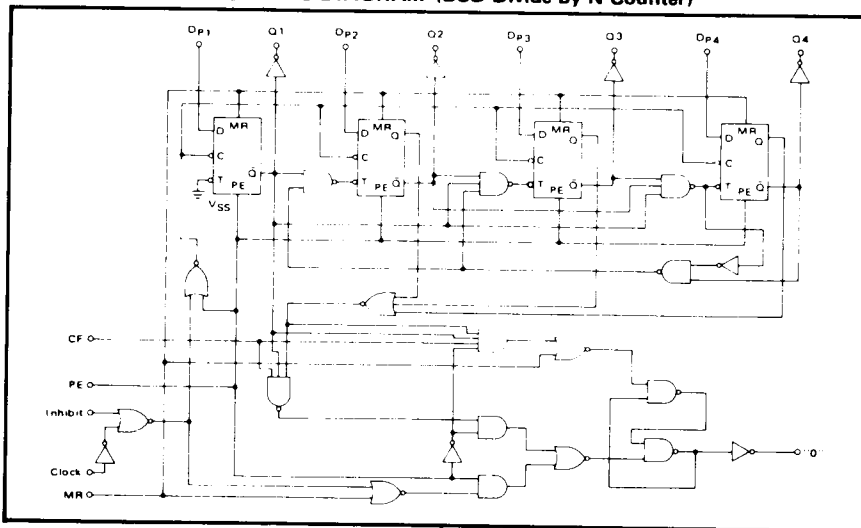 (BCD Divide By N Counter)
DP1 Q1 DP2 Q2 DP3 Q3 DP4 Q4
MR MR MR MR
D D Q D Q D Q
C C C C
T Q̄ T Q̄ T Q̄ T Q̄
PE PE PE PE
VSS
CF
PE
Inhibit
Clock
MR
"0"